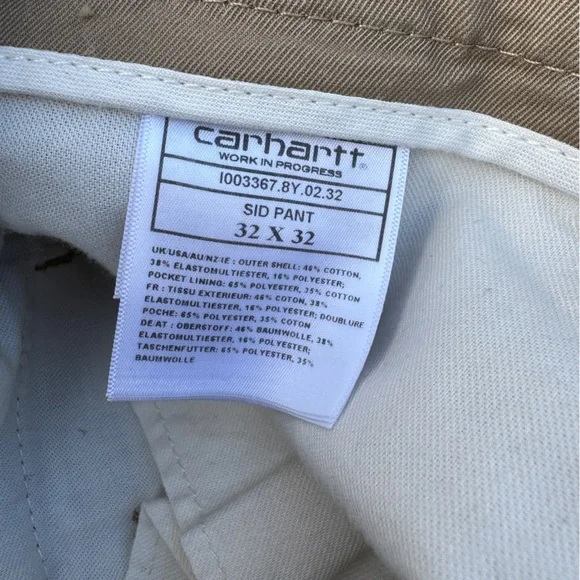 carhartt
WORK IN PROGRESS
I003367.8Y.02.32
SID PANT
32 X 32
UK/USA/AU/NZ/IE : OUTER SHELL: 46% COTTON,
38% ELASTOMULTIESTER, 16% POLYESTER;
POCKET LINING: 65% POLYESTER, 35% COTTON
FR : TISSU EXTERIEUR: 46% COTON, 38%
ELASTOMULTIESTER, 16% POLYESTER; DOUBLURE
POCHE: 65% POLYESTER, 35% COTON
DE/AT : OBERSTOFF: 46% BAUMWOLLE, 38%
ELASTOMULTIESTER, 16% POLYESTER;
TASCHENFUTTER: 65% POLYESTER, 35%
BAUMWOLLE